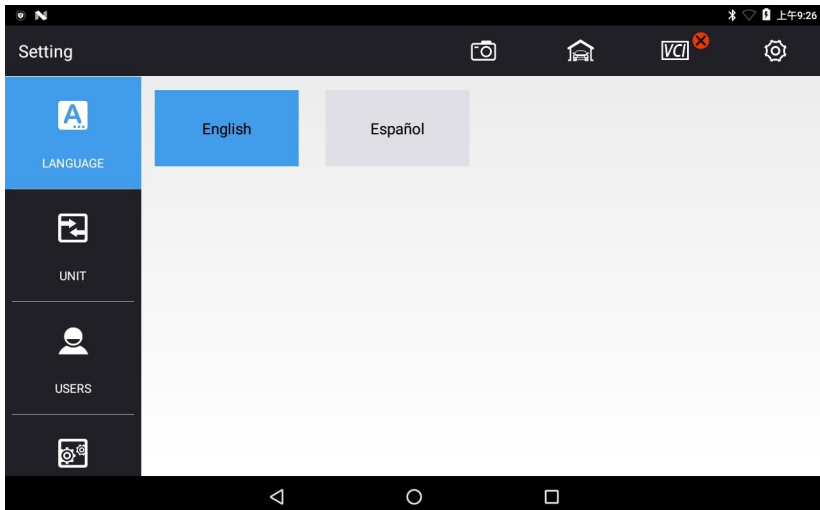 上午9:26
Setting
VCI
A
LANGUAGE
English
Español
UNIT
USERS